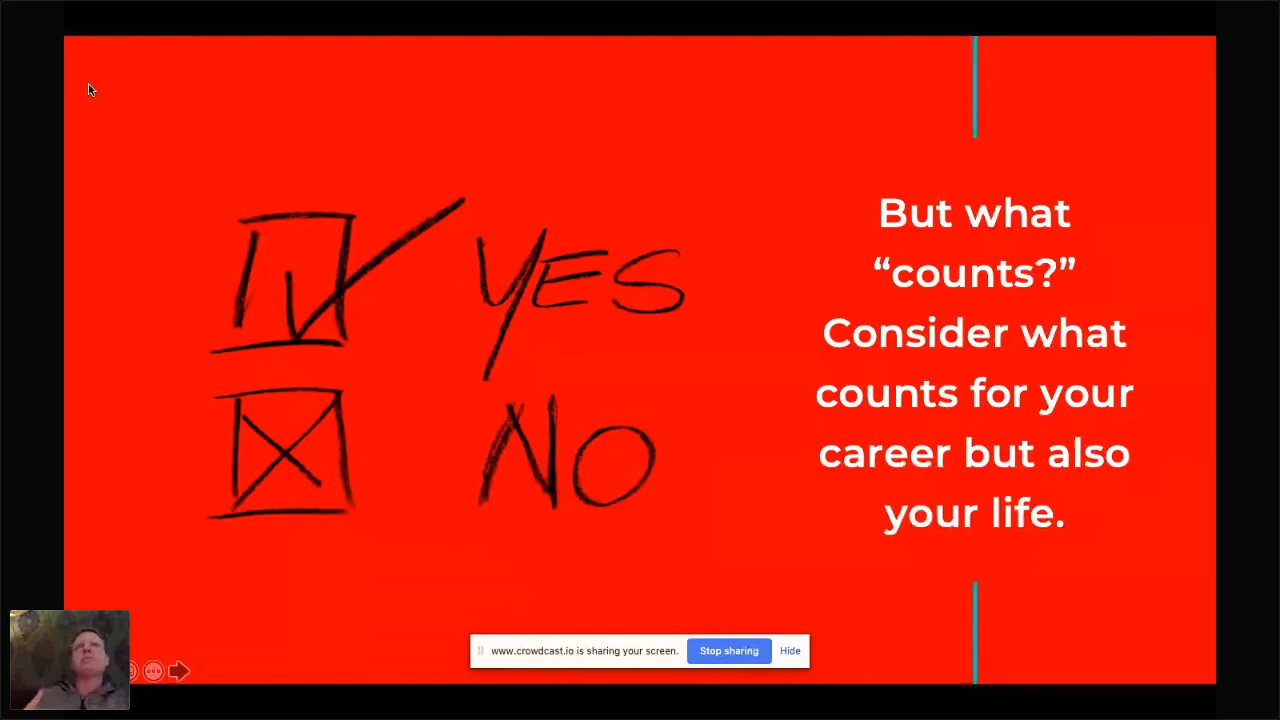 YES
NO
But what
“counts?”
Consider what
counts for your
career but also
your life.
www.crowdcast.io is sharing your screen.
Stop sharing
Hide